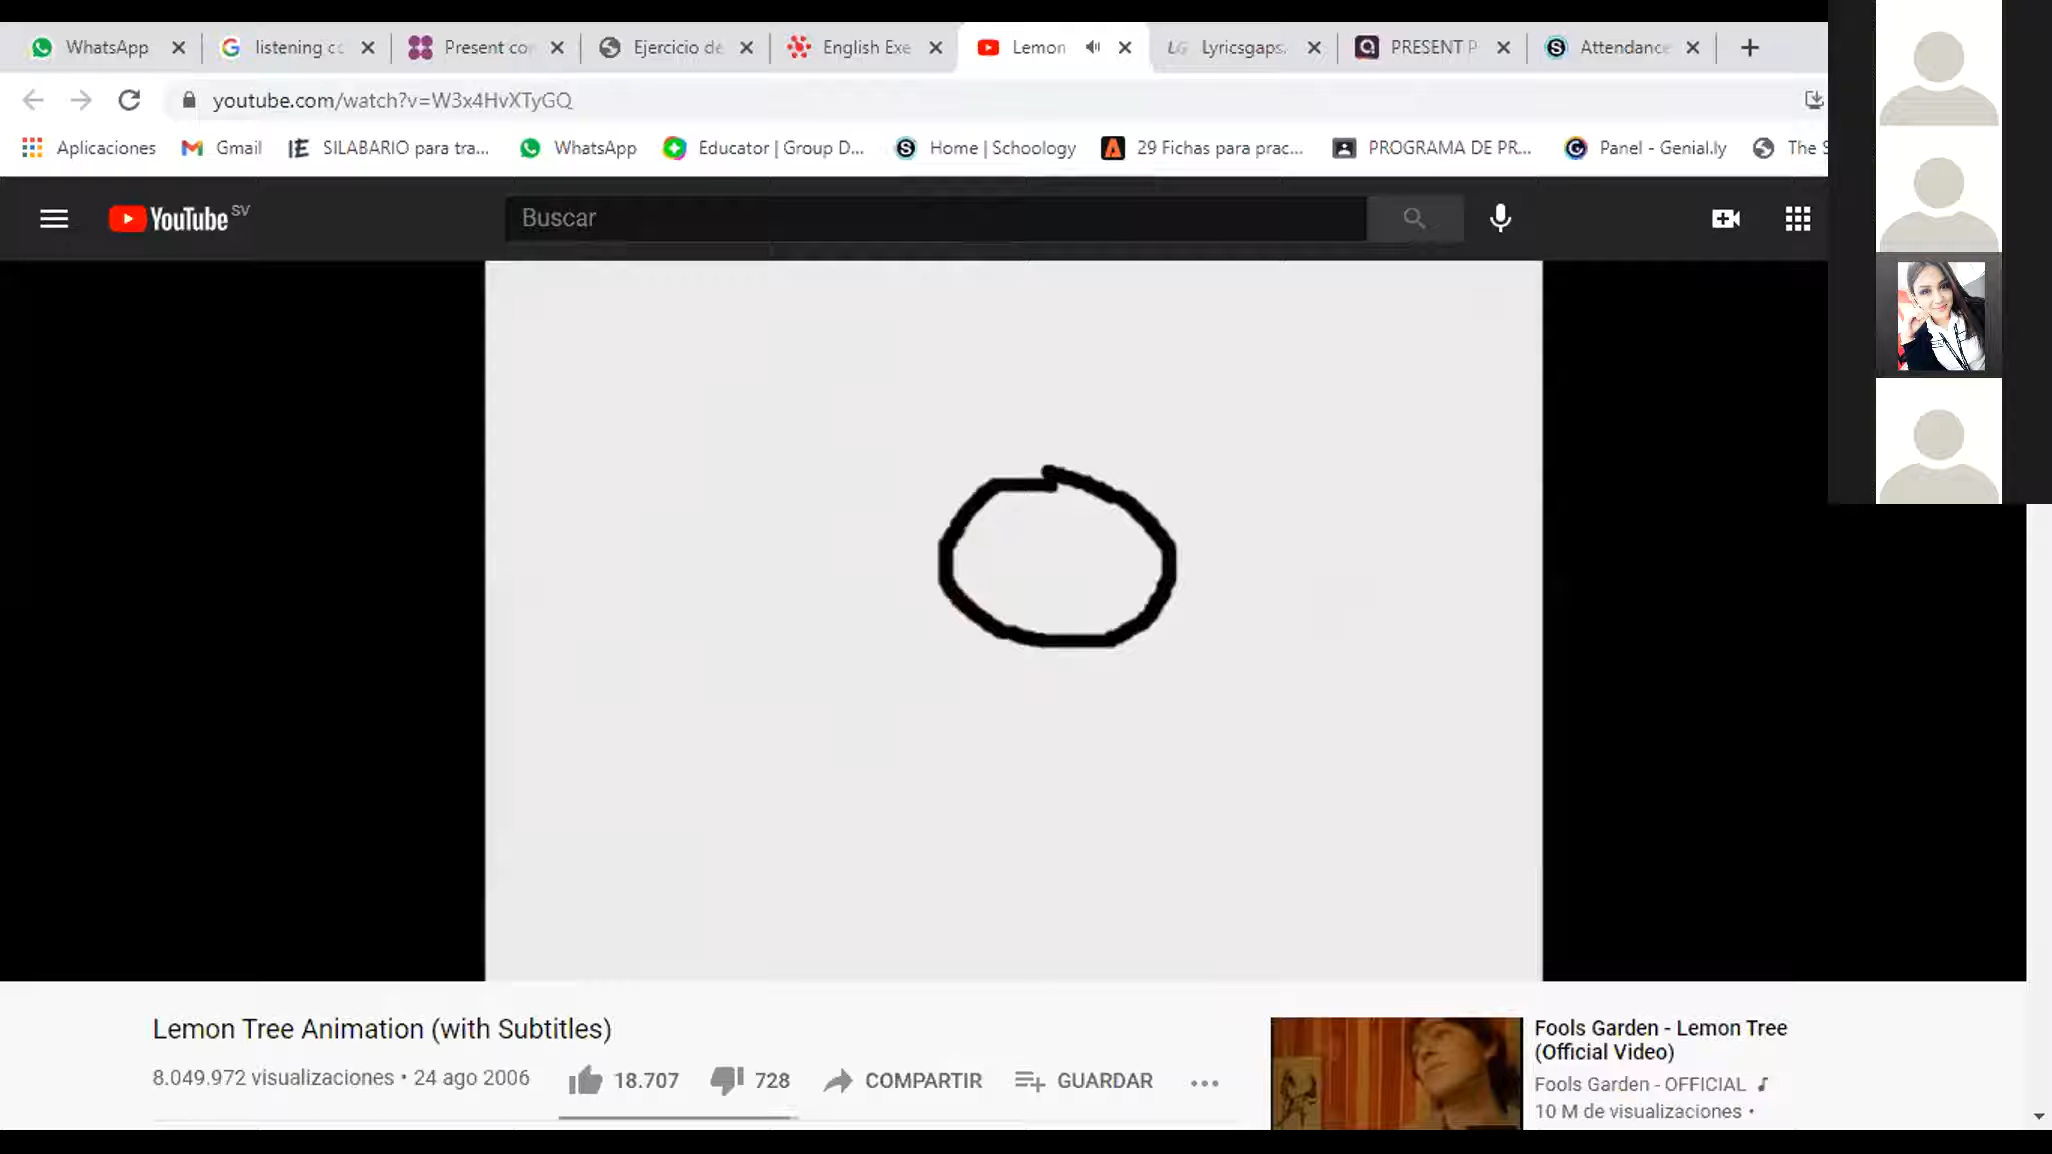 WhatsApp
listening cc
Present co
Ejercicio de
English Exe
Lemon
LG Lyricsgaps.
PRESENT P
Attendance
youtube.com/watch?v=W3x4HvXTyGQ
Aplicaciones
Gmail
SILABARIO para tra...
WhatsApp
Educator | Group D...
Home | Schoology
29 Fichas para prac...
PROGRAMA DE PR...
Panel - Genial.ly
The S
YouTube SV
Buscar
Lemon Tree Animation (with Subtitles)
8.049.972 visualizaciones • 24 ago 2006
18.707
728
COMPARTIR
GUARDAR
Fools Garden - Lemon Tree
(Official Video)
Fools Garden - OFFICIAL
10 M de visualizaciones •